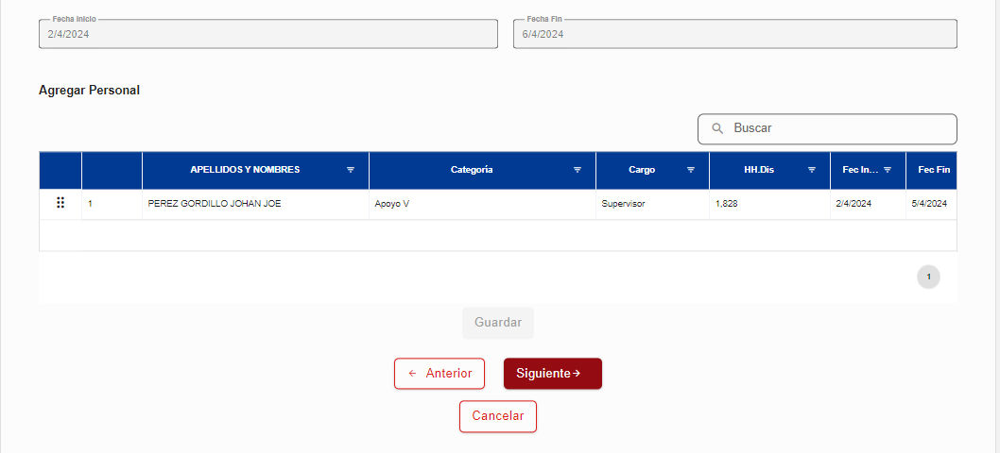 Fecha Inicio Fecha Fin
2/4/2024 6/4/2024
Agregar Personal
Buscar
APELLIDOS Y NOMBRES Categoría Cargo HH.Dis Fec In... Fec Fin
1 PEREZ GORDILLO JOHAN JOE Apoyo V Supervisor 1,828 2/4/2024 5/4/2024
1
Guardar
← Anterior Siguiente→
Cancelar